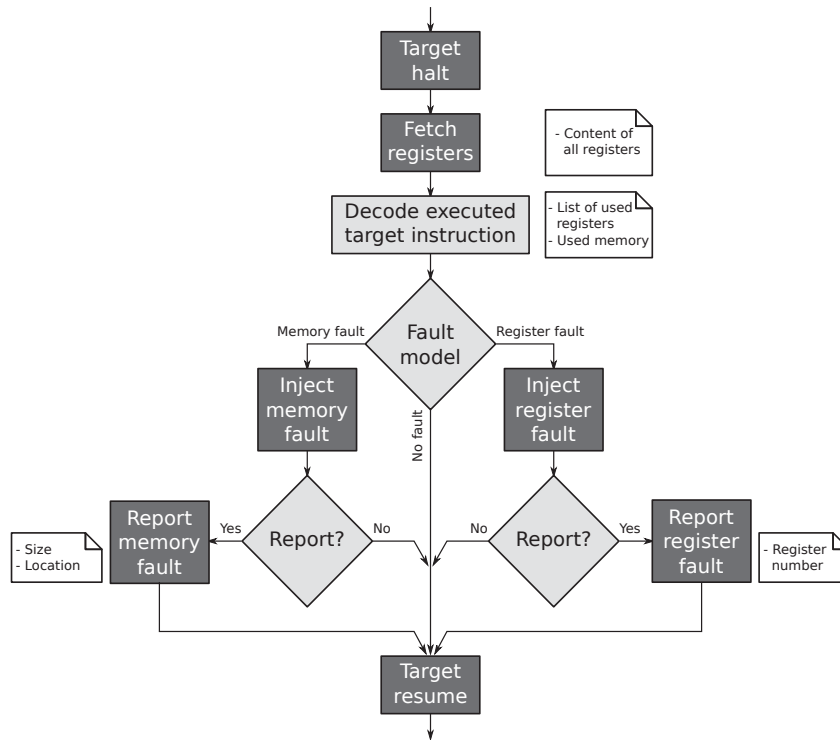 Target
halt
Fetch
registers
- Content of
all registers
Decode executed
target instruction
- List of used
registers
- Used memory
Memory fault
Fault
model
Register fault
Inject
memory
fault
No fault
Inject
register
fault
- Size
- Location
Report
memory
fault
Yes
Report?
No
No
Report?
Yes
Report
register
fault
- Register
number
Target
resume